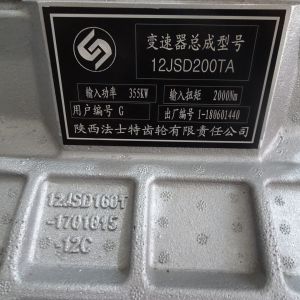 变速器总成型号
12JSD200TA
输入功率 355KW 输入扭矩 2000Nm
用户编号 G 出厂编号 1-180601440
陕西法士特齿轮有限责任公司
12JSD160T
-1701015
-12C